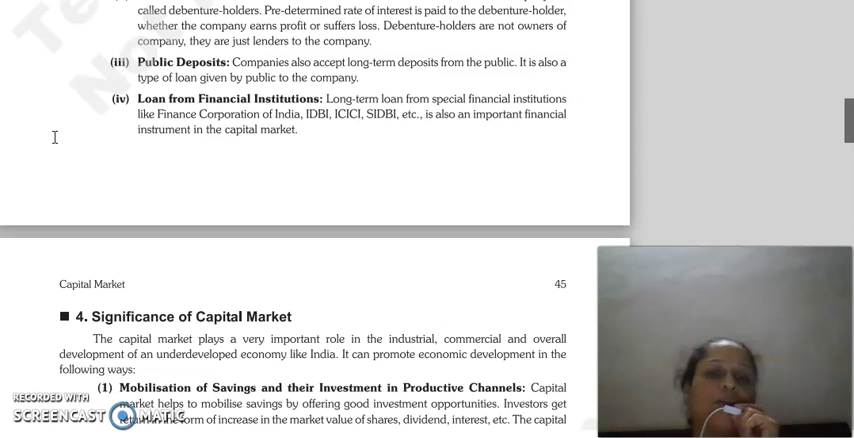 called debenture-holders. Pre-determined rate of interest is paid to the debenture-holder,
whether the company earns profit or suffers loss. Debenture-holders are not owners of
company, they are just lenders to the company.
(iii) Public Deposits: Companies also accept long-term deposits from the public. It is also a
type of loan given by public to the company.
(iv) Loan from Financial Institutions: Long-term loan from special financial institutions
like Finance Corporation of India, IDBI, ICICI, SIDBI, etc., is also an important financial
instrument in the capital market.
Capital Market 45
■ 4. Significance of Capital Market
The capital market plays a very important role in the industrial, commercial and overall
development of an underdeveloped economy like India. It can promote economic development in the
following ways:
(1) Mobilisation of Savings and their Investment in Productive Channels: Capital
market helps to mobilise savings by offering good investment opportunities. Investors get
return in the form of increase in the market value of shares, dividend, interest, etc. The capital
RECORDED WITH
SCREENCAST MATIC